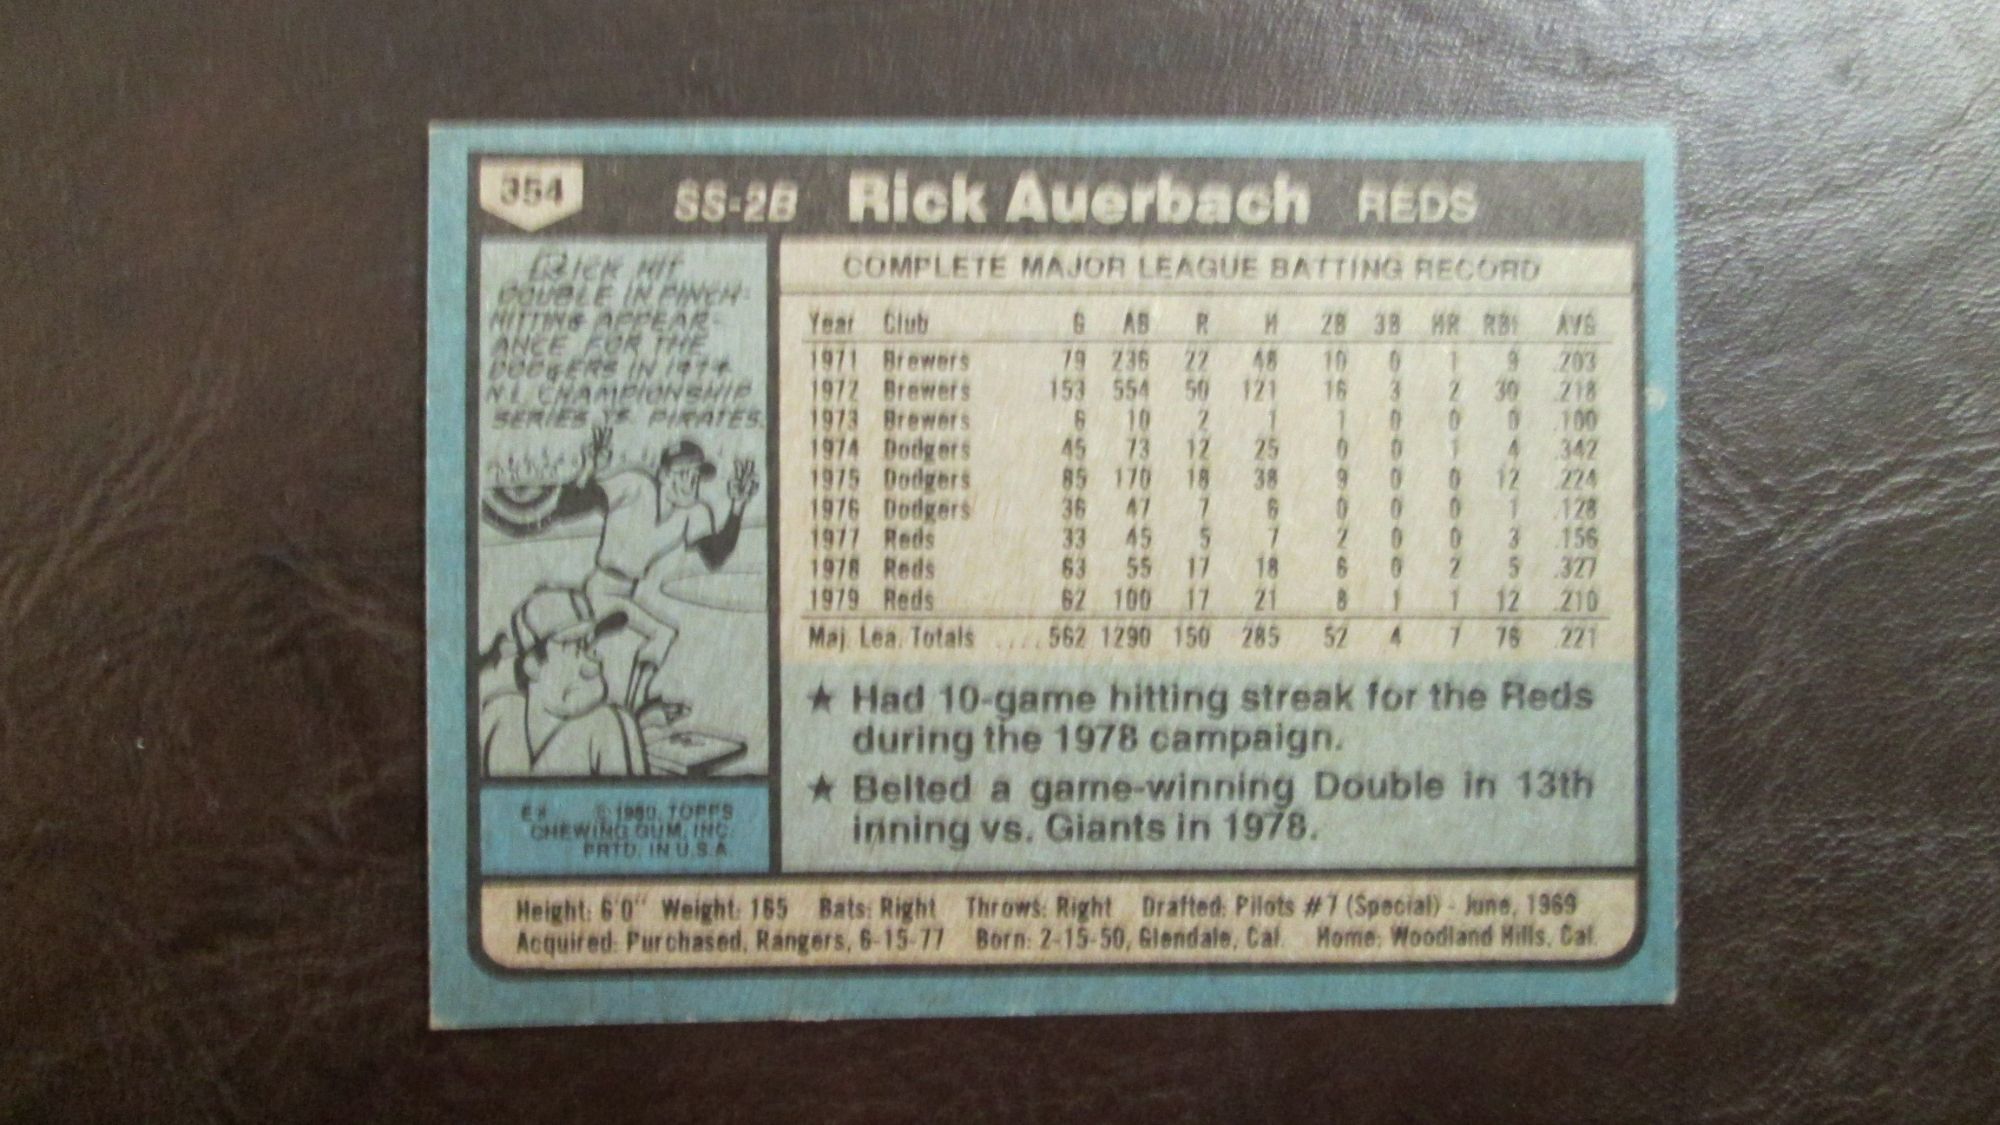 354 SS-2B Rick Auerbach REDS
RICK HIT
DOUBLE IN PINCH-
HITTING APPEAR-
ANCE FOR THE
DODGERS IN 1974
N.L. CHAMPIONSHIP
SERIES VS. PIRATES.
© 1980, TOPPS
CHEWING GUM, INC.
PRTD. IN U.S.A.
COMPLETE MAJOR LEAGUE BATTING RECORD
Year Club G AB R H 2B 3B HR RBI AVG
1971 Brewers 79 236 22 48 10 0 1 9 .203
1972 Brewers 153 554 50 121 16 3 2 30 .218
1973 Brewers 6 10 2 1 1 0 0 0 .100
1974 Dodgers 45 73 12 25 0 0 1 4 .342
1975 Dodgers 85 170 18 38 9 0 0 12 .224
1976 Dodgers 36 47 7 6 0 0 0 1 .128
1977 Reds 33 45 5 7 2 0 0 3 .156
1978 Reds 63 55 17 18 6 0 2 5 .327
1979 Reds 62 100 17 21 8 1 1 12 .210
Maj. Lea. Totals .... 562 1290 150 285 52 4 7 76 .221
★ Had 10-game hitting streak for the Reds
during the 1978 campaign.
★ Belted a game-winning Double in 13th
inning vs. Giants in 1978.
Height: 6'0" Weight: 165 Bats: Right Throws: Right Drafted: Pilots #7 (Special) - June, 1969
Acquired: Purchased, Rangers, 6-15-77 Born: 2-15-50, Glendale, Cal. Home: Woodland Hills, Cal.